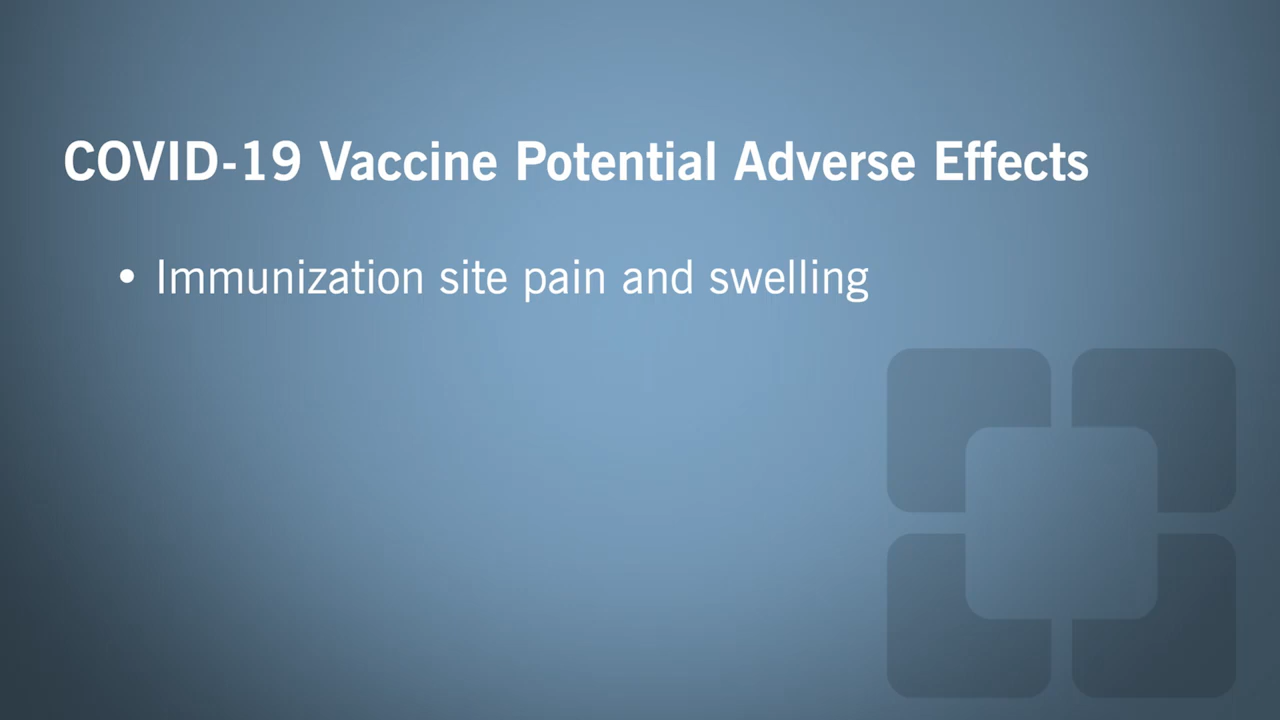 COVID-19 Vaccine Potential Adverse Effects
• Immunization site pain and swelling